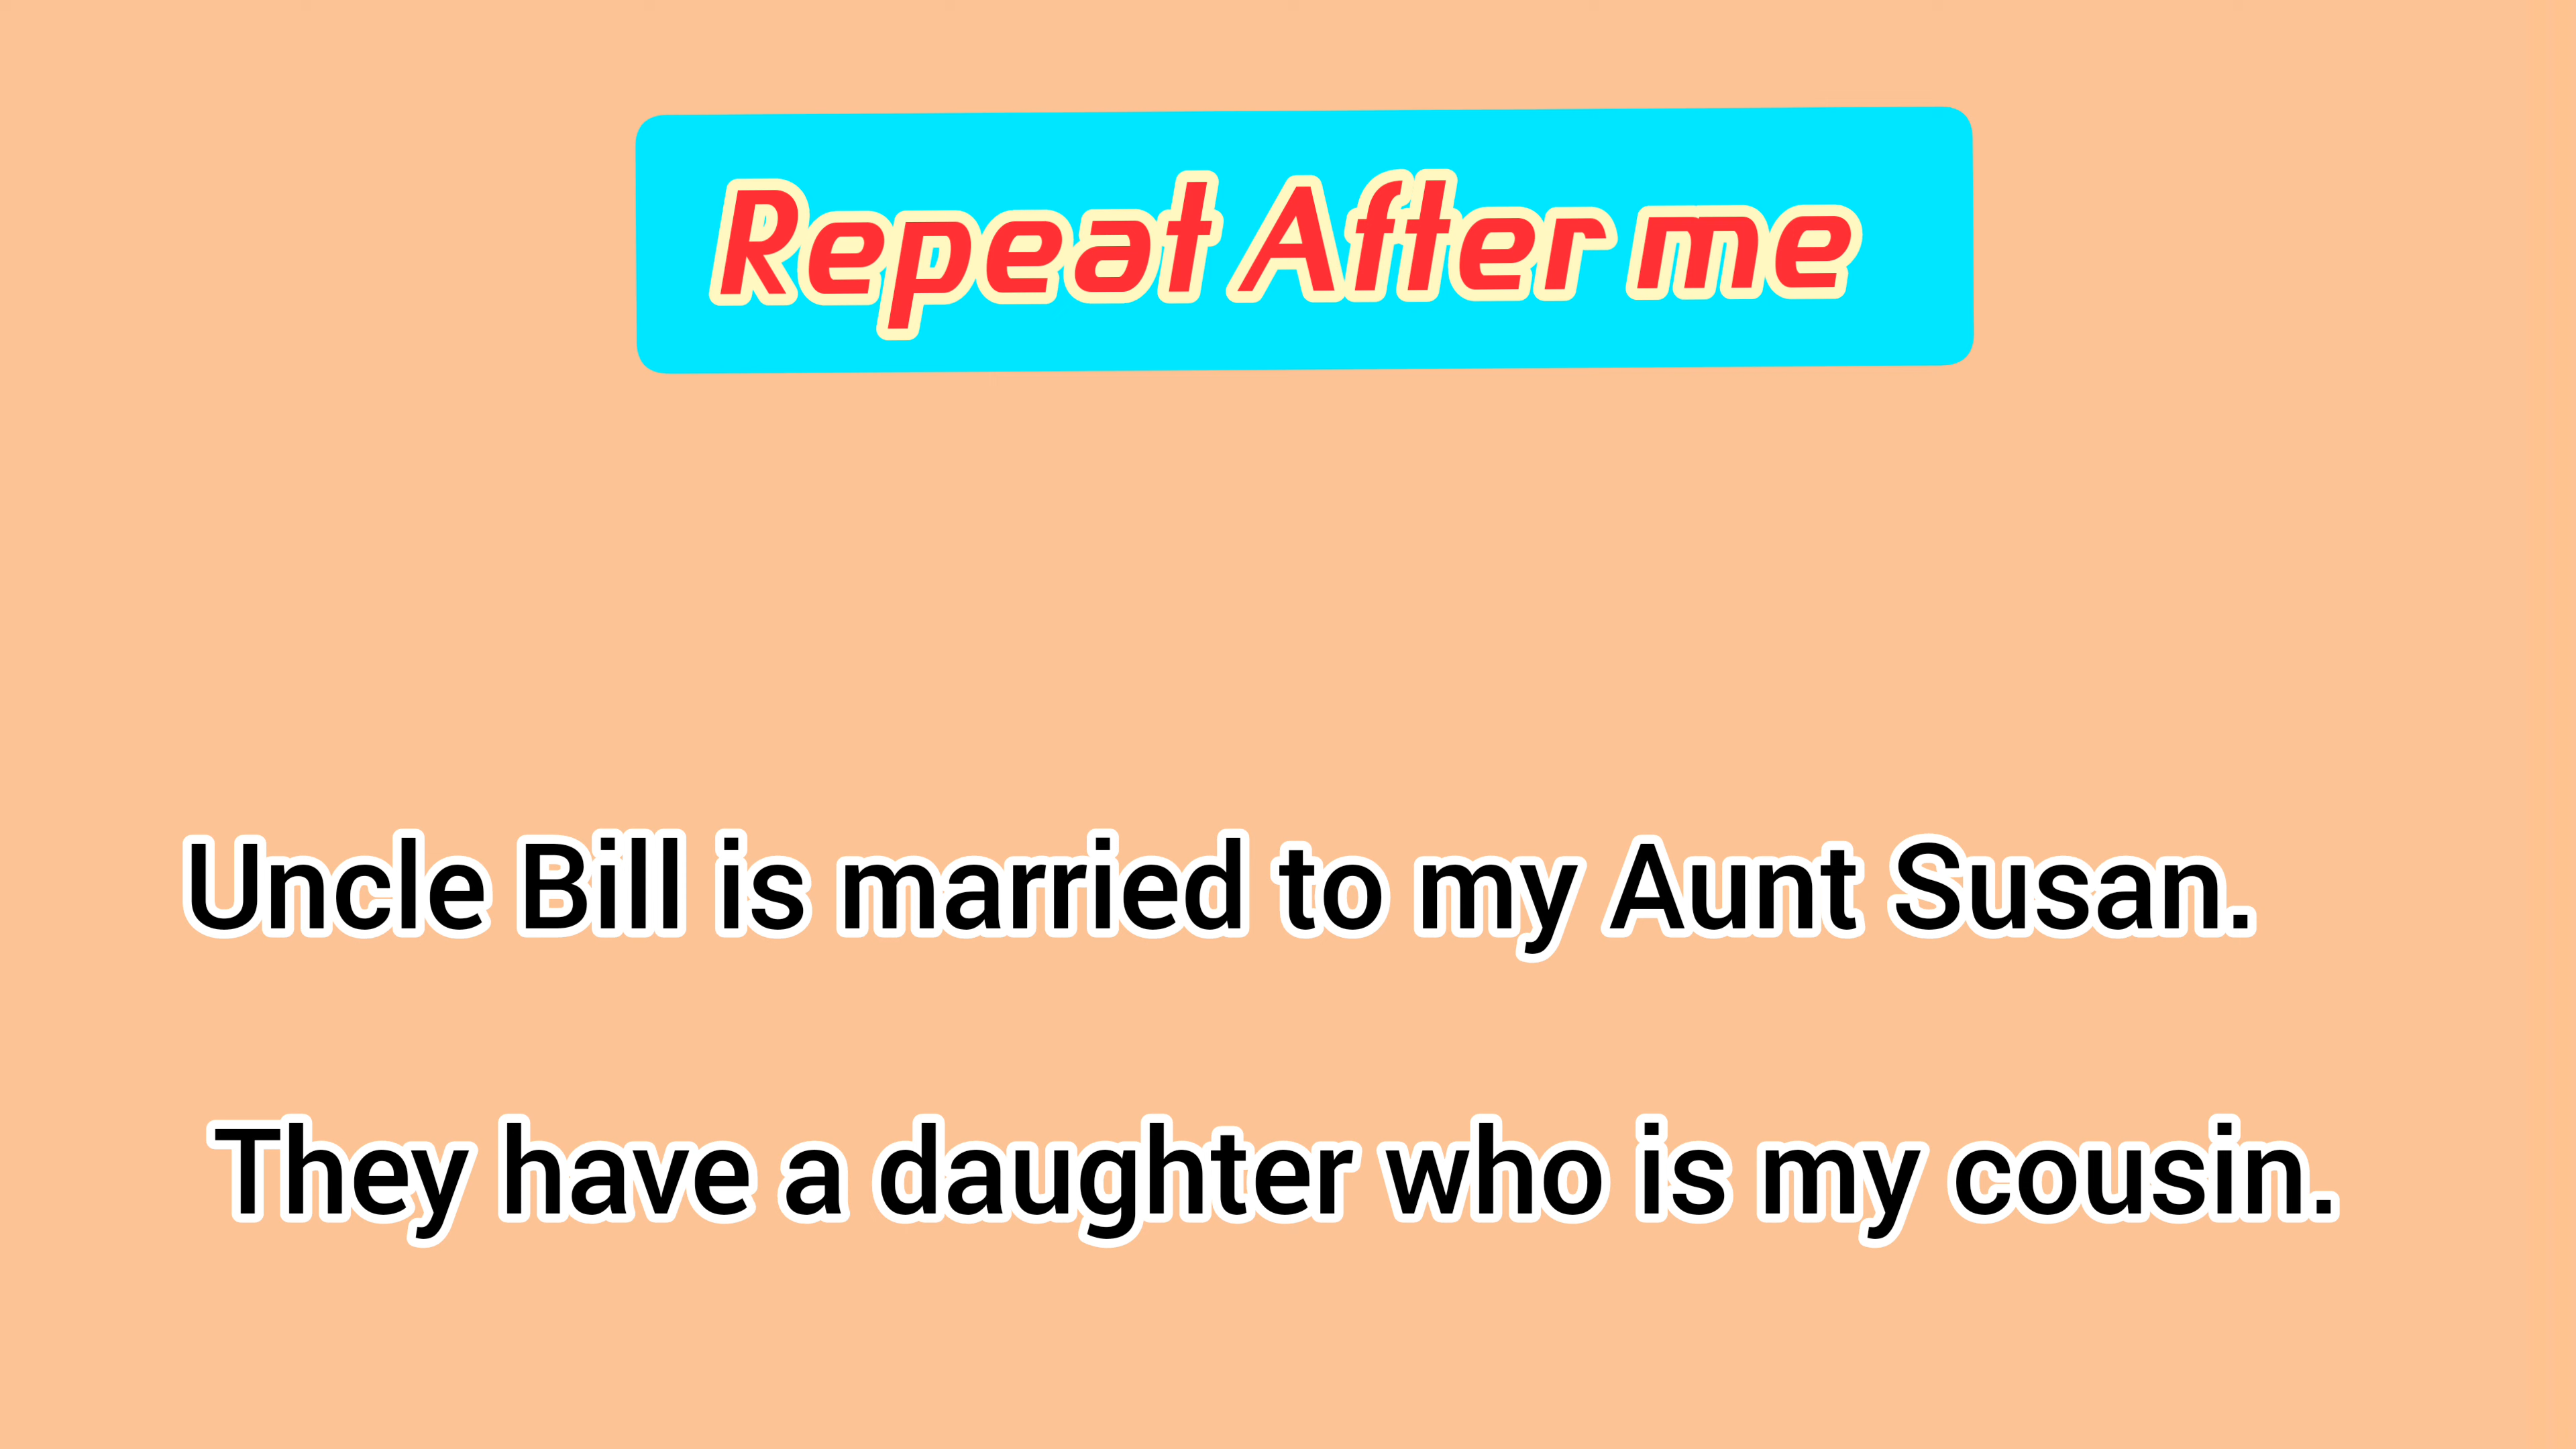 Repeat After me
Uncle Bill is married to my Aunt Susan.
They have a daughter who is my cousin.